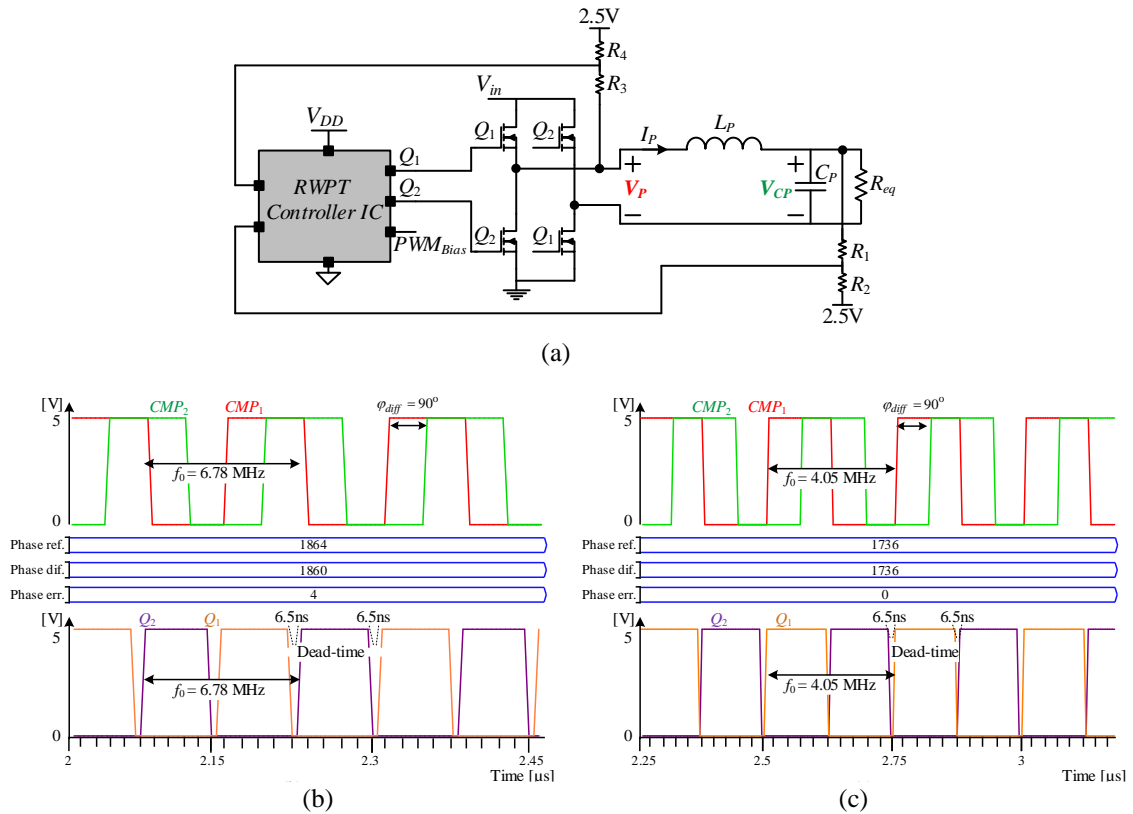 2.5V
R4
R3
Vin
VDD
Q1
Q2
Q1
Q2
RWPT
Controller IC
PWMBias
Q2
Q1
IP
LP
+
VP
−
+
VCP
−
CP
Req
R1
R2
2.5V
(a)
[V]
5
0
CMP2
CMP1
φdiff = 90°
f0 = 6.78 MHz
Phase ref.
1864
Phase dif.
1860
Phase err.
4
[V]
5
0
Q2
Q1
6.5ns
6.5ns
Dead-time
f0 = 6.78 MHz
2
2.15
2.3
2.45
Time [μs]
(b)
[V]
5
0
CMP2
CMP1
φdiff = 90°
f0 = 4.05 MHz
Phase ref.
1736
Phase dif.
1736
Phase err.
0
[V]
5
0
Q2
Q1
6.5ns
6.5ns
Dead-time
f0 = 4.05 MHz
2.25
2.5
2.75
3
Time [μs]
(c)